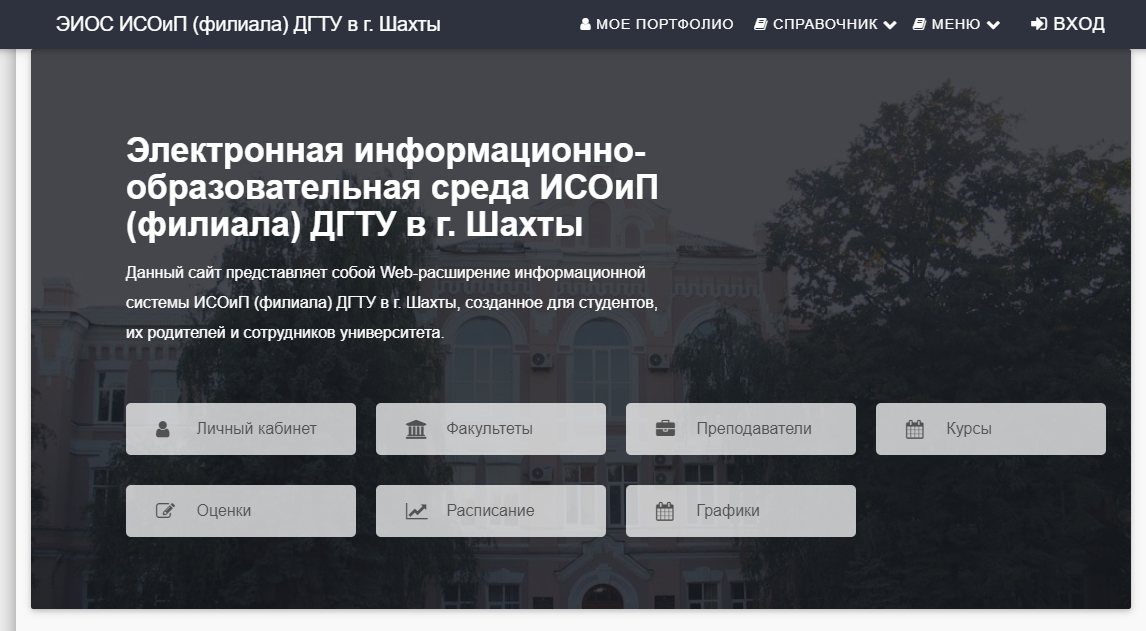 ЭИОС ИСОиП (филиала) ДГТУ в г. Шахты
МОЕ ПОРТФОЛИО
СПРАВОЧНИК
МЕНЮ
ВХОД
Электронная информационно-
образовательная среда ИСОиП
(филиала) ДГТУ в г. Шахты
Данный сайт представляет собой Web-расширение информационной
системы ИСОиП (филиала) ДГТУ в г. Шахты, созданное для студентов,
их родителей и сотрудников университета.
Личный кабинет
Факультеты
Преподаватели
Курсы
Оценки
Расписание
Графики